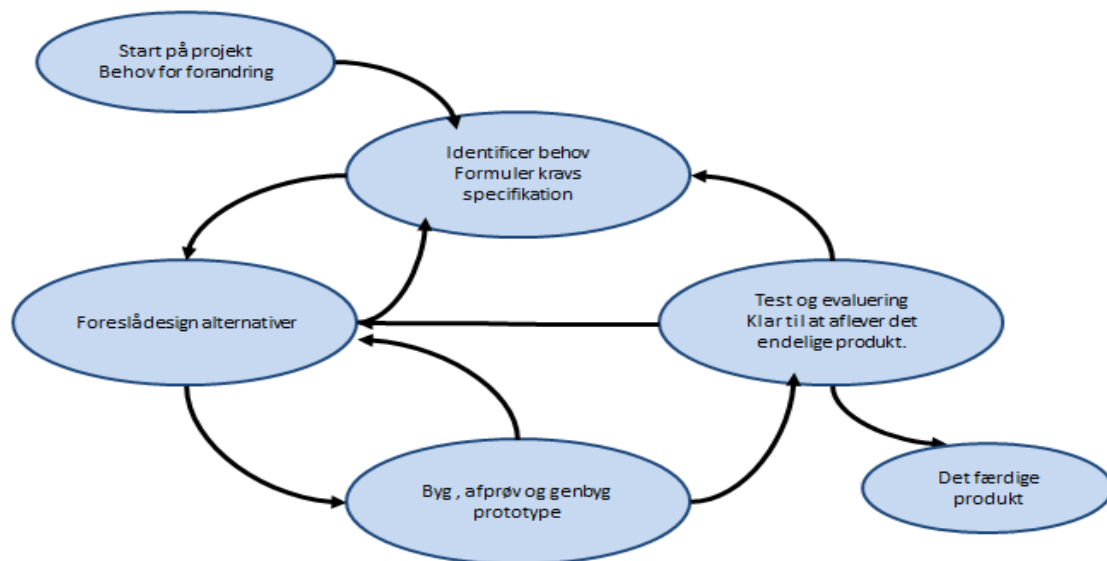 Start på projekt
Behov for forandring
Identificer behov
Formuler kravs
specifikation
Foreslådesign alternativer
Test og evaluering
Klar til at aflever det
endelige produkt.
Byg , afprøv og genbyg
prototype
Det færdige
produkt